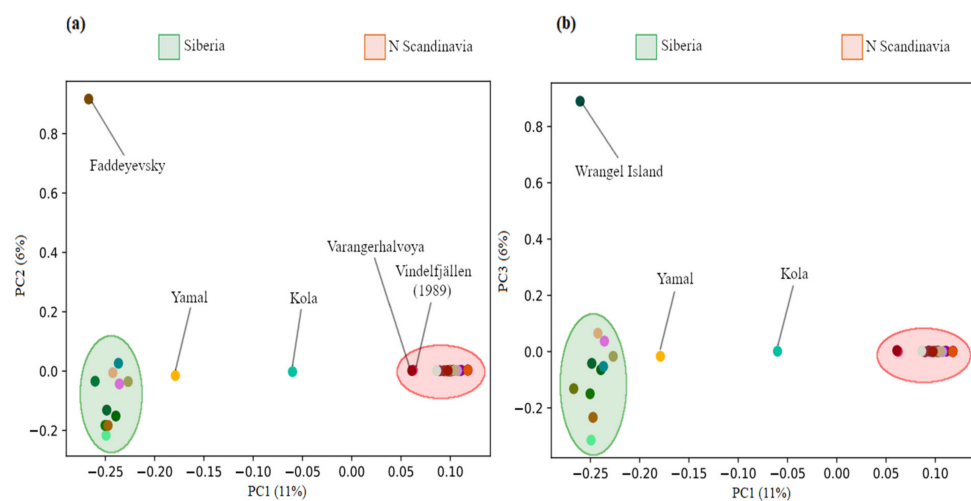 (a)
Siberia
N Scandinavia
0.8
0.6
0.4
0.2
0.0
−0.2
Faddeyevsky
Yamal
Kola
Varangerhalvøya
Vindelfjällen
(1989)
PC2 (6%)
−0.25
−0.20
−0.15
−0.10
−0.05
0.00
0.05
0.10
PC1 (11%)
(b)
Siberia
N Scandinavia
0.8
0.6
0.4
0.2
0.0
−0.2
Wrangel Island
Yamal
Kola
PC3 (6%)
−0.25
−0.20
−0.15
−0.10
−0.05
0.00
0.05
0.10
PC1 (11%)